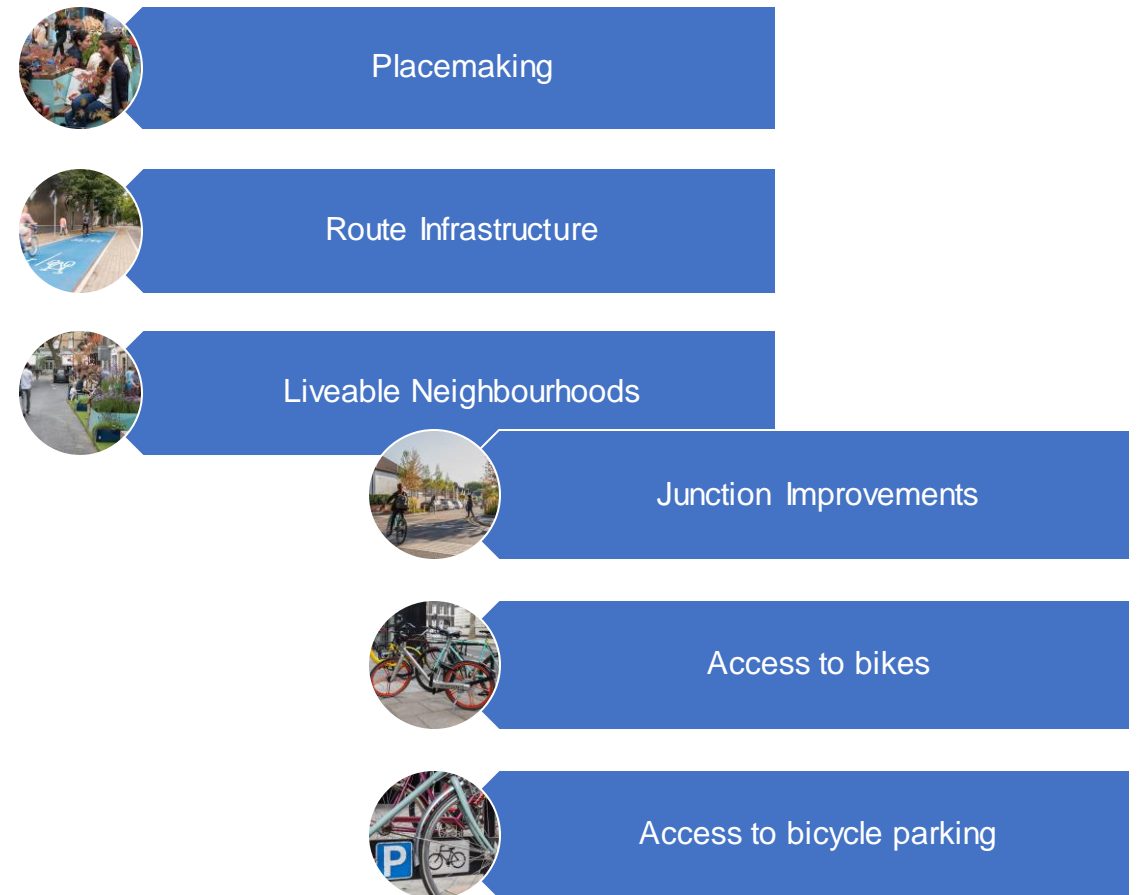 Placemaking
Route Infrastructure
Liveable Neighbourhoods
Junction Improvements
Access to bikes
Access to bicycle parking
P